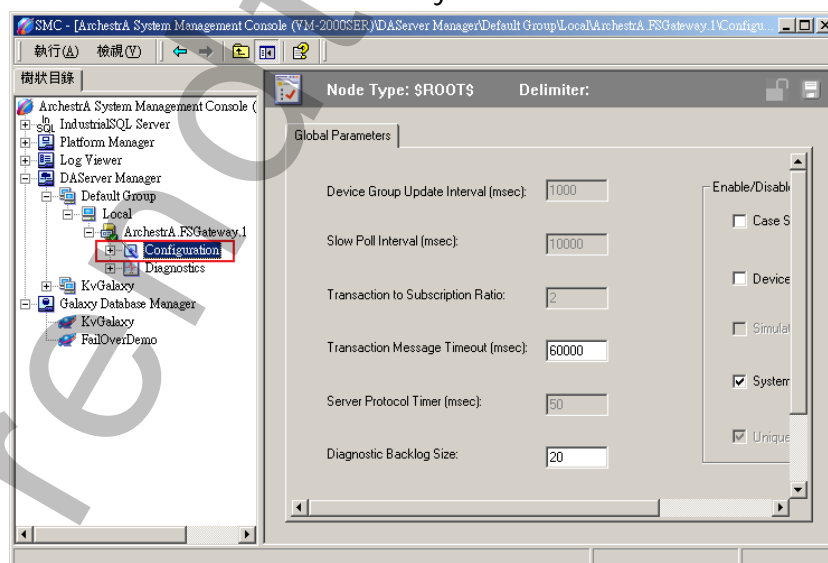 SMC - [ArchestrA System Management Console (VM-2000SER)\DAServer Manager\Default Group\Local\ArchestrA.FSGateway.1\Configu...
執行(A) 檢視(V)
樹狀目錄
ArchestrA System Management Console (
IndustrialSQL Server
Platform Manager
Log Viewer
DAServer Manager
Default Group
Local
ArchestrA.FSGateway.1
Configuration
Diagnostics
KvGalaxy
Galaxy Database Manager
KvGalaxy
FailOverDemo
Node Type: $ROOT$ Delimiter:
Global Parameters
Device Group Update Interval (msec): 1000
Slow Poll Interval (msec): 10000
Transaction to Subscription Ratio: 2
Transaction Message Timeout (msec): 60000
Server Protocol Timer (msec): 50
Diagnostic Backlog Size: 20
Enable/Disabl
Case S
Device
Simulat
System
Unique